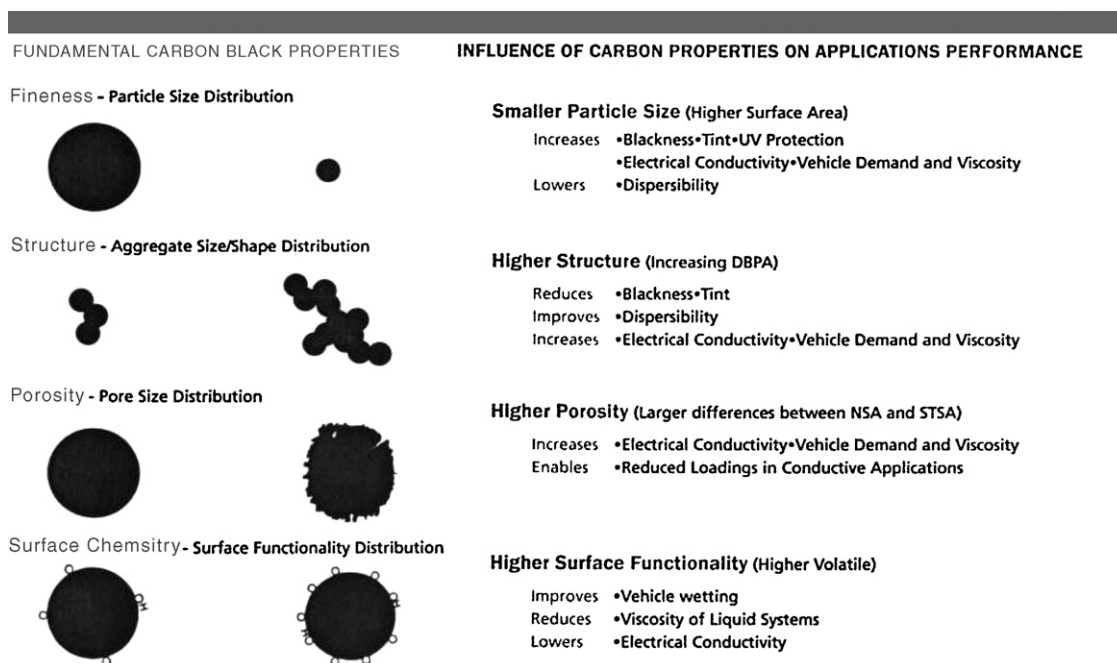 FUNDAMENTAL CARBON BLACK PROPERTIES
INFLUENCE OF CARBON PROPERTIES ON APPLICATIONS PERFORMANCE
Fineness - Particle Size Distribution
Smaller Particle Size (Higher Surface Area)
Increases •Blackness•Tint•UV Protection
•Electrical Conductivity•Vehicle Demand and Viscosity
Lowers •Dispersibility
Structure - Aggregate Size/Shape Distribution
Higher Structure (Increasing DBPA)
Reduces •Blackness•Tint
Improves •Dispersibility
Increases •Electrical Conductivity•Vehicle Demand and Viscosity
Porosity - Pore Size Distribution
Higher Porosity (Larger differences between NSA and STSA)
Increases •Electrical Conductivity•Vehicle Demand and Viscosity
Enables •Reduced Loadings in Conductive Applications
Surface Chemsitry - Surface Functionality Distribution
Higher Surface Functionality (Higher Volatile)
Improves •Vehicle wetting
Reduces •Viscosity of Liquid Systems
Lowers •Electrical Conductivity